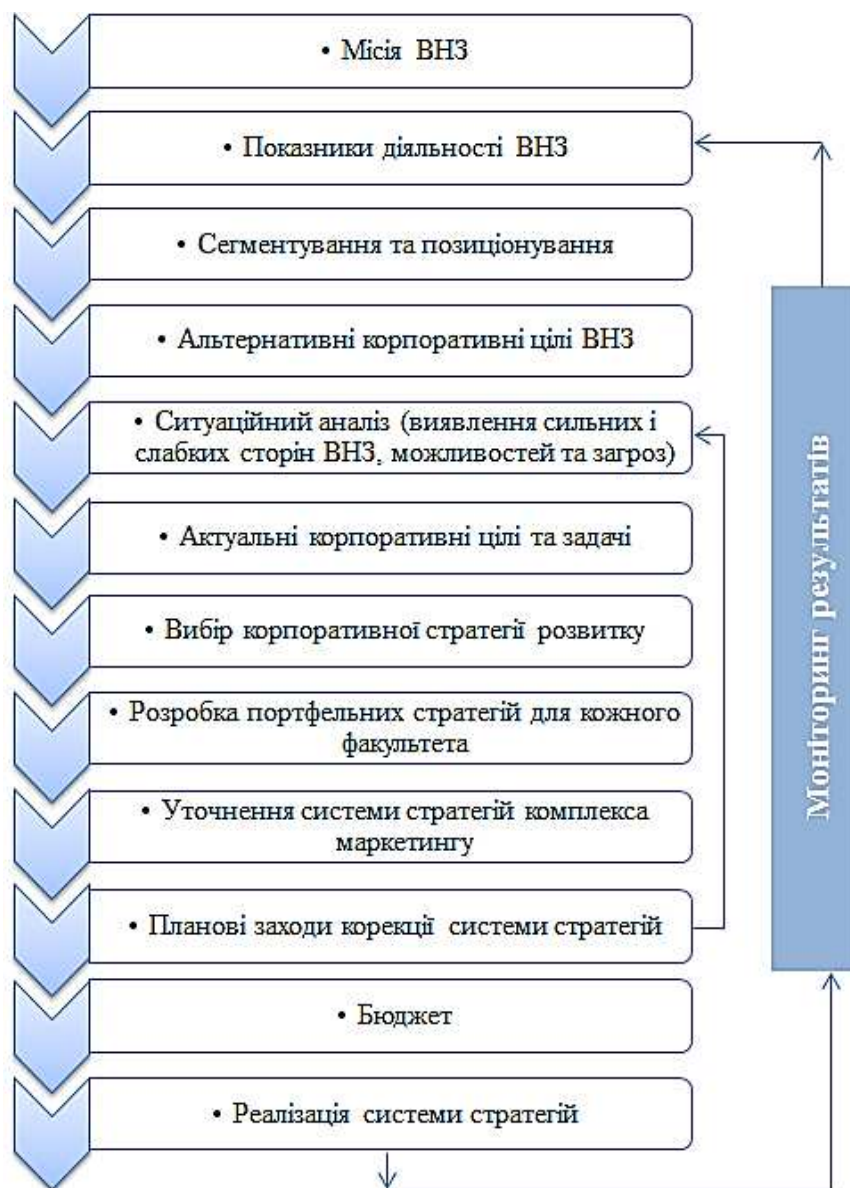 • Місія ВНЗ
• Показники діяльності ВНЗ
• Сегментування та позиціонування
• Альтернативні корпоративні цілі ВНЗ
• Ситуаційний аналіз (виявлення сильних і
слабких сторін ВНЗ, можливостей та загроз)
• Актуальні корпоративні цілі та задачі
• Вибір корпоративної стратегії розвитку
• Розробка портфельних стратегій для кожного
факультета
• Уточнення системи стратегій комплекса
маркетингу
• Планові заходи корекції системи стратегій
• Бюджет
• Реалізація системи стратегій
Моніторинг результатів